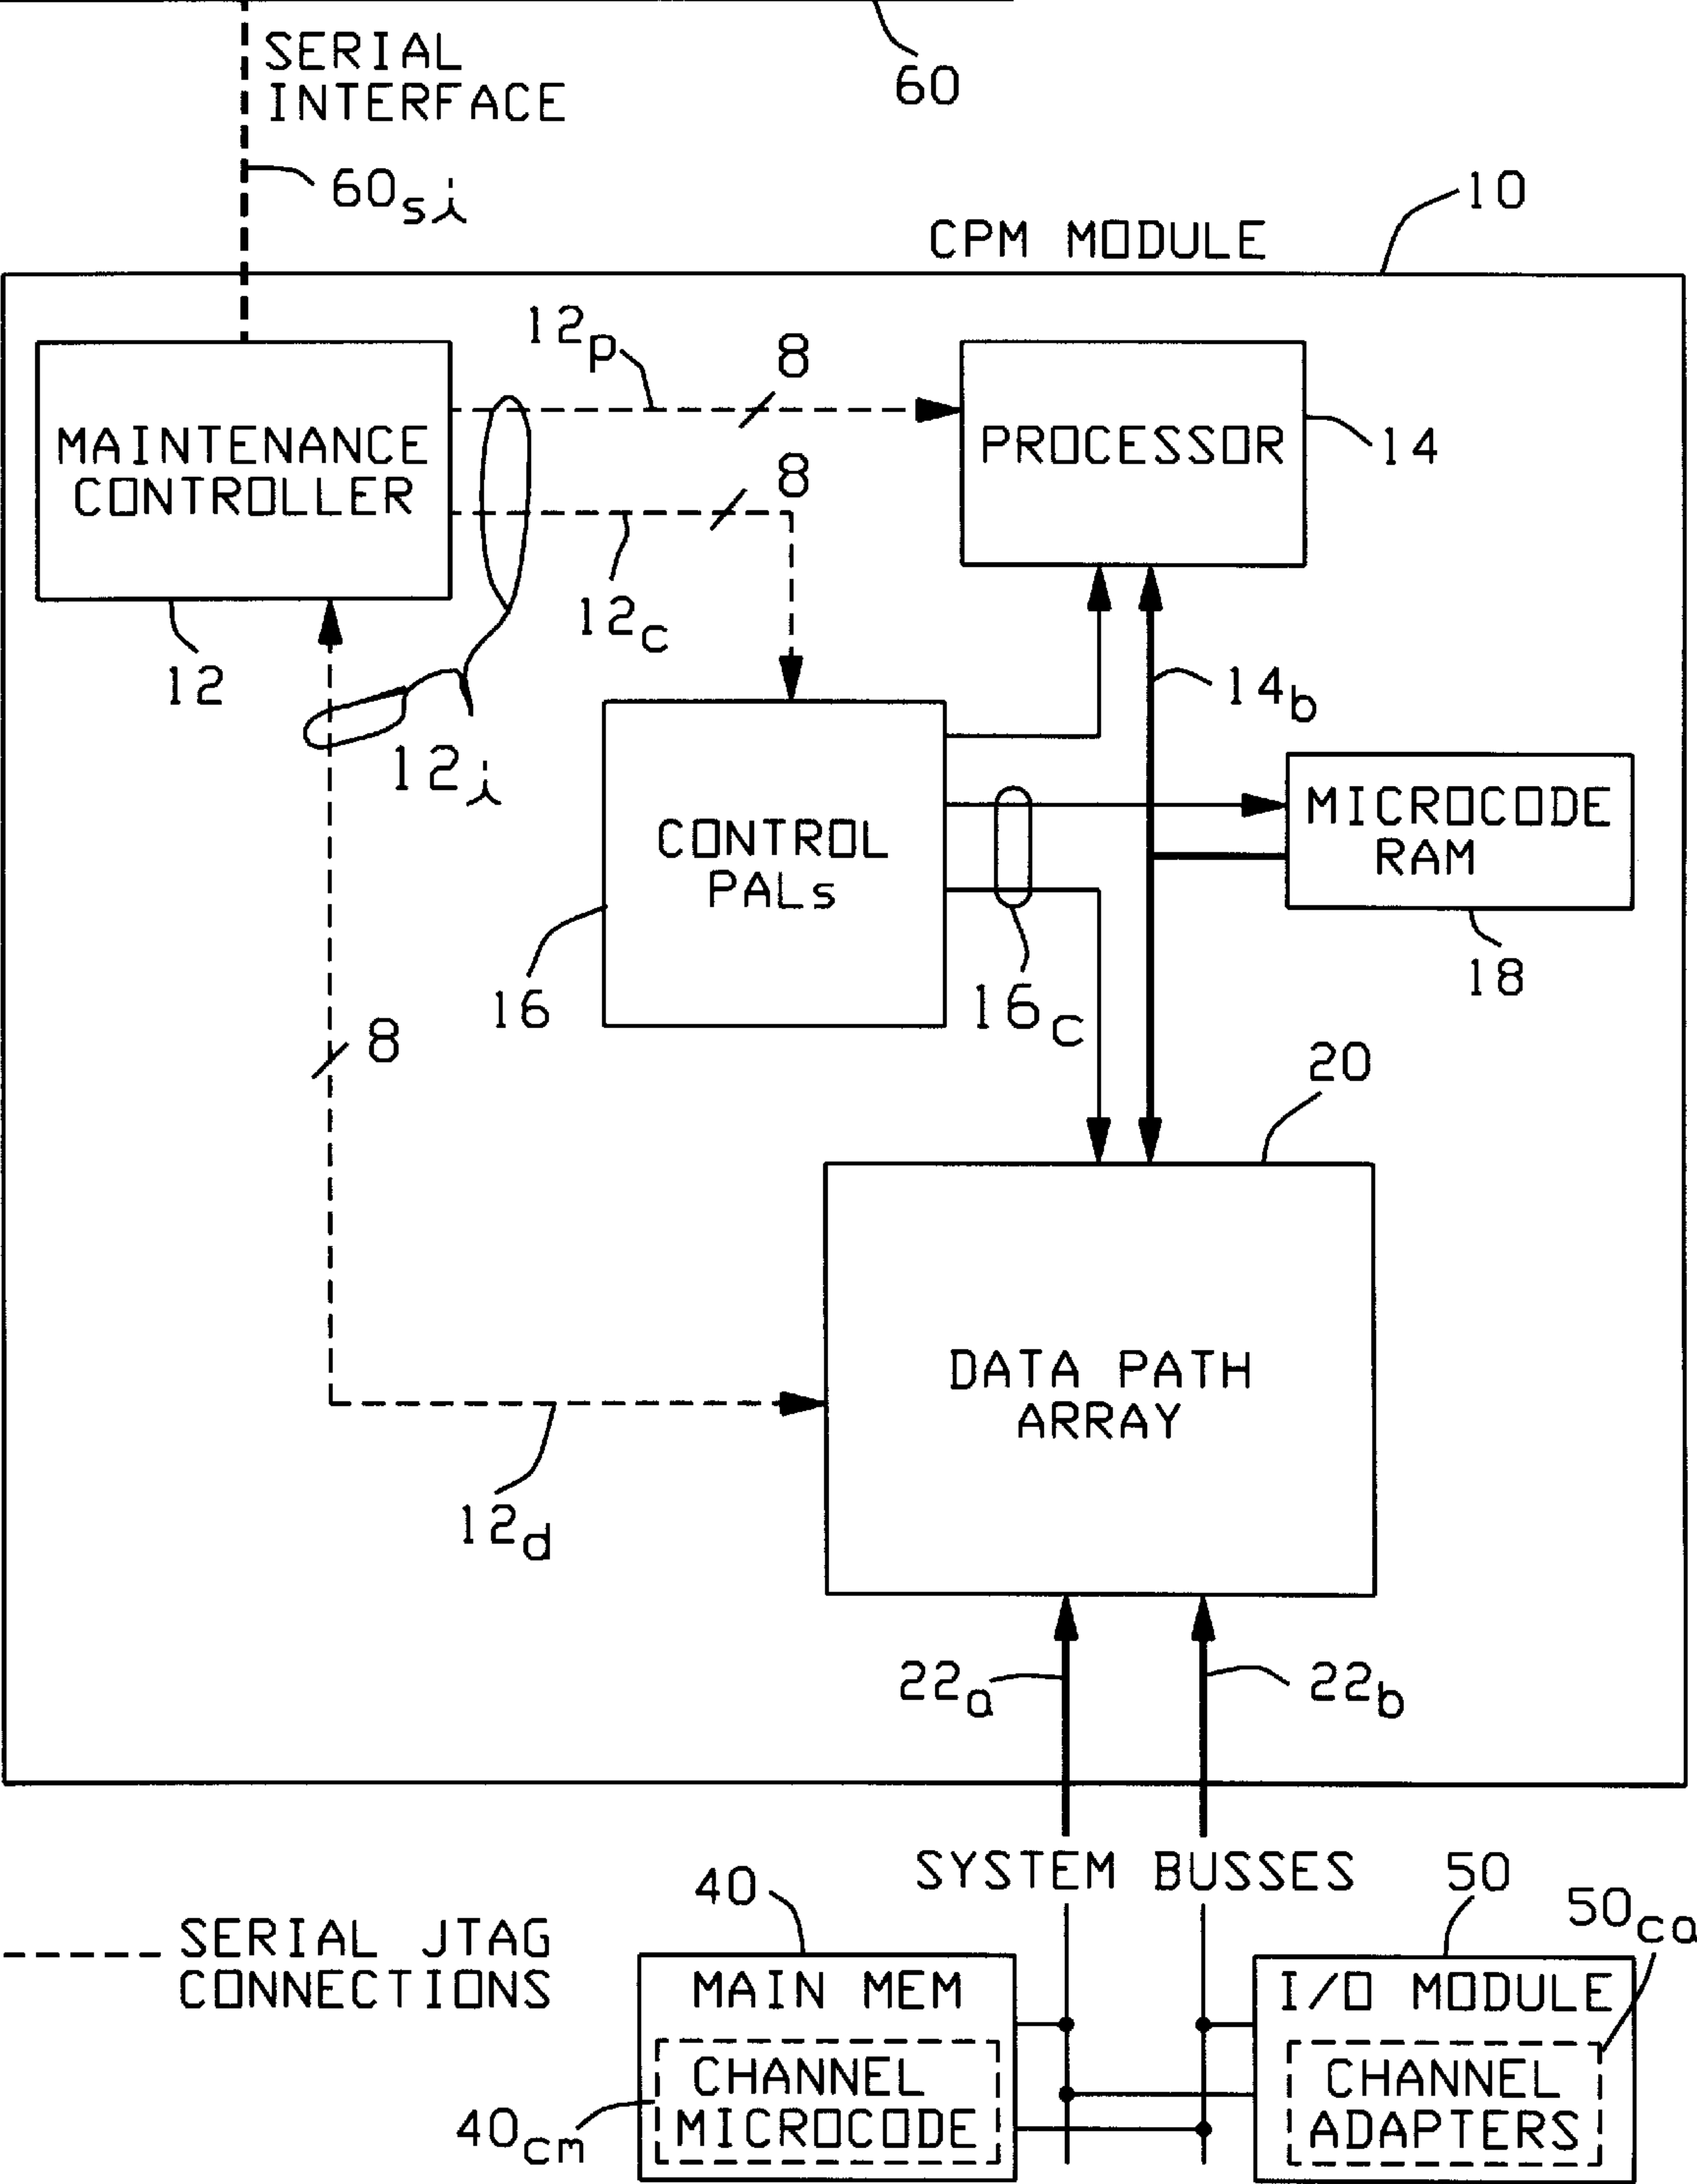 SERIAL
INTERFACE
60
60si
10
CPM MODULE
12p
8
PROCESSOR
14
MAINTENANCE
CONTROLLER
8
12c
12
14b
12i
MICROCODE
RAM
CONTROL
PALs
18
16
16c
8
20
DATA PATH
ARRAY
12d
22a
22b
SYSTEM BUSSES
40
50
50ca
SERIAL JTAG
CONNECTIONS
MAIN MEM
I/O MODULE
CHANNEL
MICROCODE
CHANNEL
ADAPTERS
40cm